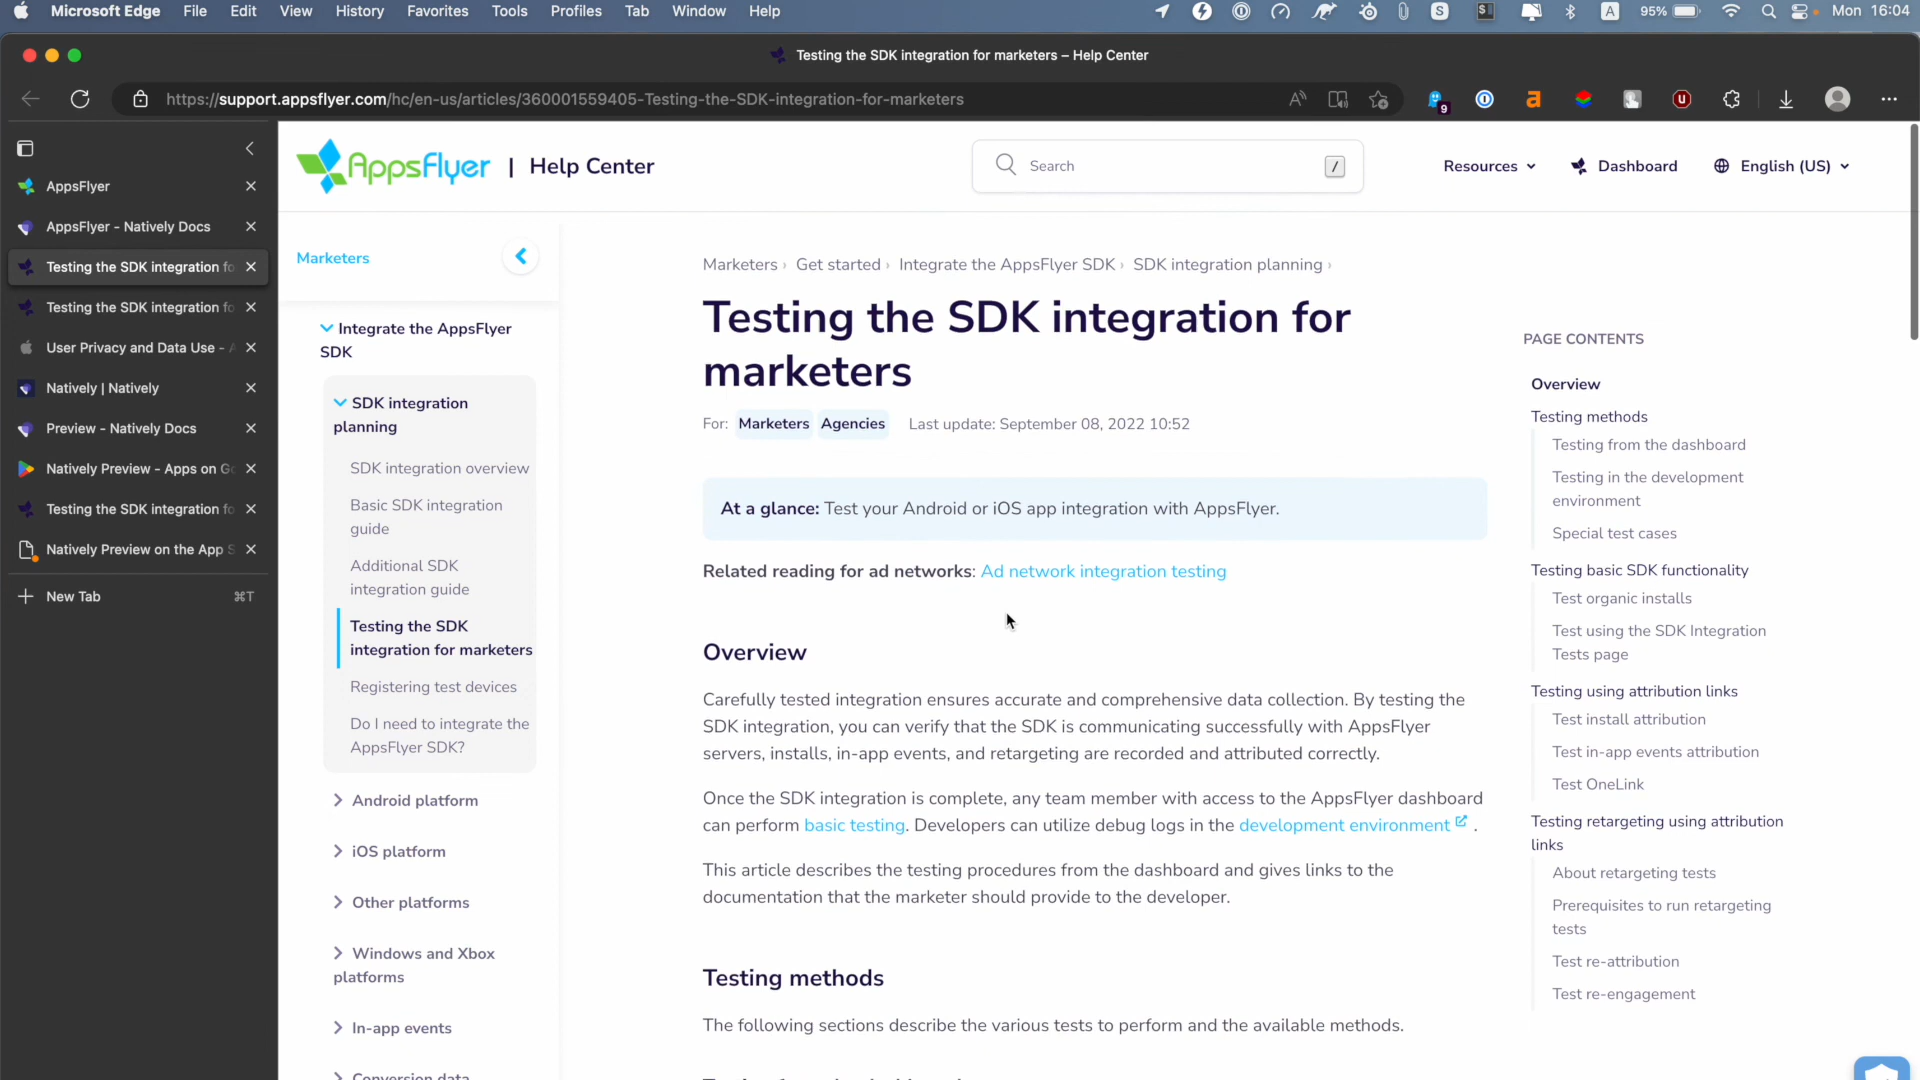 Microsoft Edge File Edit View History Favorites Tools Profiles Tab Window Help
S
$
A
95%
Mon 16:04
Testing the SDK integration for marketers – Help Center
https://support.appsflyer.com/hc/en-us/articles/360001559405-Testing-the-SDK-integration-for-marketers
9
AppsFlyer
AppsFlyer - Natively Docs
Testing the SDK integration fo
Testing the SDK integration fo
User Privacy and Data Use - A
Natively | Natively
Preview - Natively Docs
Natively Preview - Apps on Go
Testing the SDK integration fo
Natively Preview on the App S
New Tab ⌘T
AppsFlyer | Help Center
Search /
Resources
Dashboard
English (US)
Marketers
Integrate the AppsFlyer
SDK
SDK integration
planning
SDK integration overview
Basic SDK integration
guide
Additional SDK
integration guide
Testing the SDK
integration for marketers
Registering test devices
Do I need to integrate the
AppsFlyer SDK?
Android platform
iOS platform
Other platforms
Windows and Xbox
platforms
In-app events
Conversion data
Marketers › Get started › Integrate the AppsFlyer SDK › SDK integration planning ›
Testing the SDK integration for
marketers
For: Marketers Agencies Last update: September 08, 2022 10:52
At a glance: Test your Android or iOS app integration with AppsFlyer.
Related reading for ad networks: Ad network integration testing
Overview
Carefully tested integration ensures accurate and comprehensive data collection. By testing the
SDK integration, you can verify that the SDK is communicating successfully with AppsFlyer
servers, installs, in-app events, and retargeting are recorded and attributed correctly.
Once the SDK integration is complete, any team member with access to the AppsFlyer dashboard
can perform basic testing. Developers can utilize debug logs in the development environment .
This article describes the testing procedures from the dashboard and gives links to the
documentation that the marketer should provide to the developer.
Testing methods
The following sections describe the various tests to perform and the available methods.
PAGE CONTENTS
Overview
Testing methods
Testing from the dashboard
Testing in the development
environment
Special test cases
Testing basic SDK functionality
Test organic installs
Test using the SDK Integration
Tests page
Testing using attribution links
Test install attribution
Test in-app events attribution
Test OneLink
Testing retargeting using attribution
links
About retargeting tests
Prerequisites to run retargeting
tests
Test re-attribution
Test re-engagement